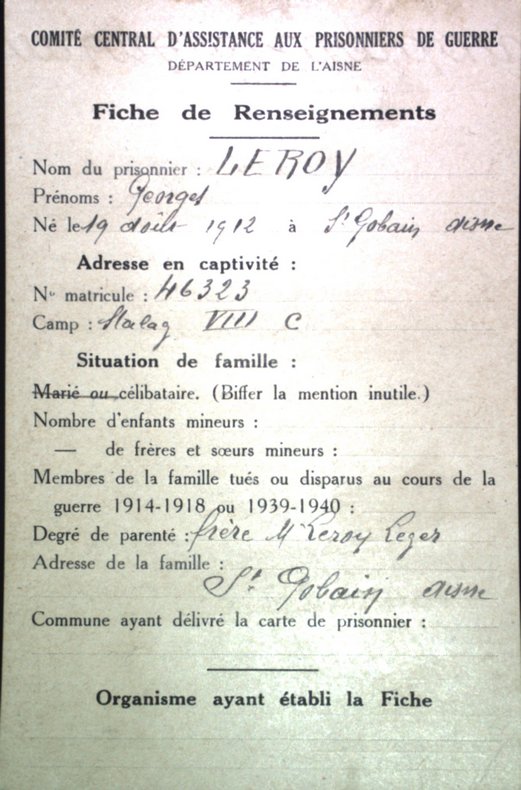 COMITÉ CENTRAL D'ASSISTANCE AUX PRISONNIERS DE GUERRE
DÉPARTEMENT DE L'AISNE
Fiche de Renseignements
Nom du prisonnier : LEROY
Prénoms : Georges
Né le 19 août 1912 à St Gobain aisne
Adresse en captivité :
No matricule : 46323
Camp : Stalag VIII C
Situation de famille :
Marié ou célibataire. (Biffer la mention inutile.)
Nombre d'enfants mineurs :
— de frères et sœurs mineurs :
Membres de la famille tués ou disparus au cours de la
guerre 1914-1918 ou 1939-1940 :
Degré de parenté : frère Mr Leroy Leger
Adresse de la famille :
St Gobain aisne
Commune ayant délivré la carte de prisonnier :
Organisme ayant établi la Fiche